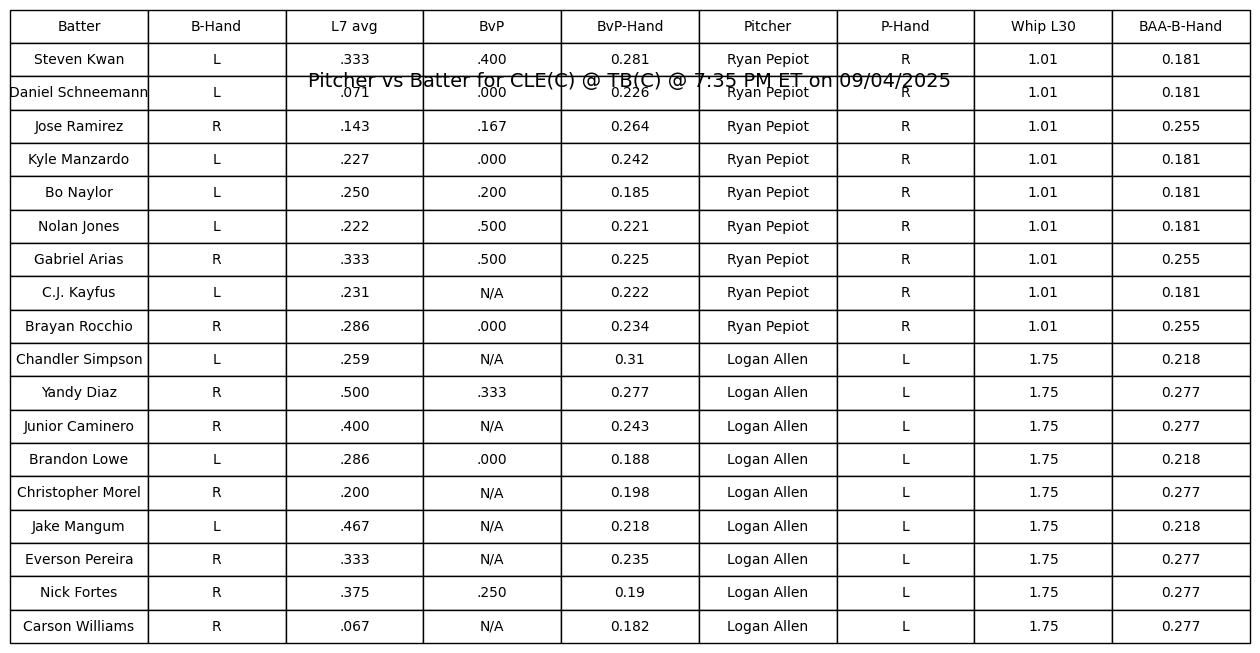 Batter B-Hand L7 avg BvP BvP-Hand Pitcher P-Hand Whip L30 BAA-B-Hand
Steven Kwan L .333 .400 0.281 Ryan Pepiot R 1.01 0.181
Pitcher vs Batter for CLE(C) @ TB(C) @ 7:35 PM ET on 09/04/2025
Daniel Schneemann L .071 .000 0.226 Ryan Pepiot R 1.01 0.181
Jose Ramirez R .143 .167 0.264 Ryan Pepiot R 1.01 0.255
Kyle Manzardo L .227 .000 0.242 Ryan Pepiot R 1.01 0.181
Bo Naylor L .250 .200 0.185 Ryan Pepiot R 1.01 0.181
Nolan Jones L .222 .500 0.221 Ryan Pepiot R 1.01 0.181
Gabriel Arias R .333 .500 0.225 Ryan Pepiot R 1.01 0.255
C.J. Kayfus L .231 N/A 0.222 Ryan Pepiot R 1.01 0.181
Brayan Rocchio R .286 .000 0.234 Ryan Pepiot R 1.01 0.255
Chandler Simpson L .259 N/A 0.31 Logan Allen L 1.75 0.218
Yandy Diaz R .500 .333 0.277 Logan Allen L 1.75 0.277
Junior Caminero R .400 N/A 0.243 Logan Allen L 1.75 0.277
Brandon Lowe L .286 .000 0.188 Logan Allen L 1.75 0.218
Christopher Morel R .200 N/A 0.198 Logan Allen L 1.75 0.277
Jake Mangum L .467 N/A 0.218 Logan Allen L 1.75 0.218
Everson Pereira R .333 N/A 0.235 Logan Allen L 1.75 0.277
Nick Fortes R .375 .250 0.19 Logan Allen L 1.75 0.277
Carson Williams R .067 N/A 0.182 Logan Allen L 1.75 0.277